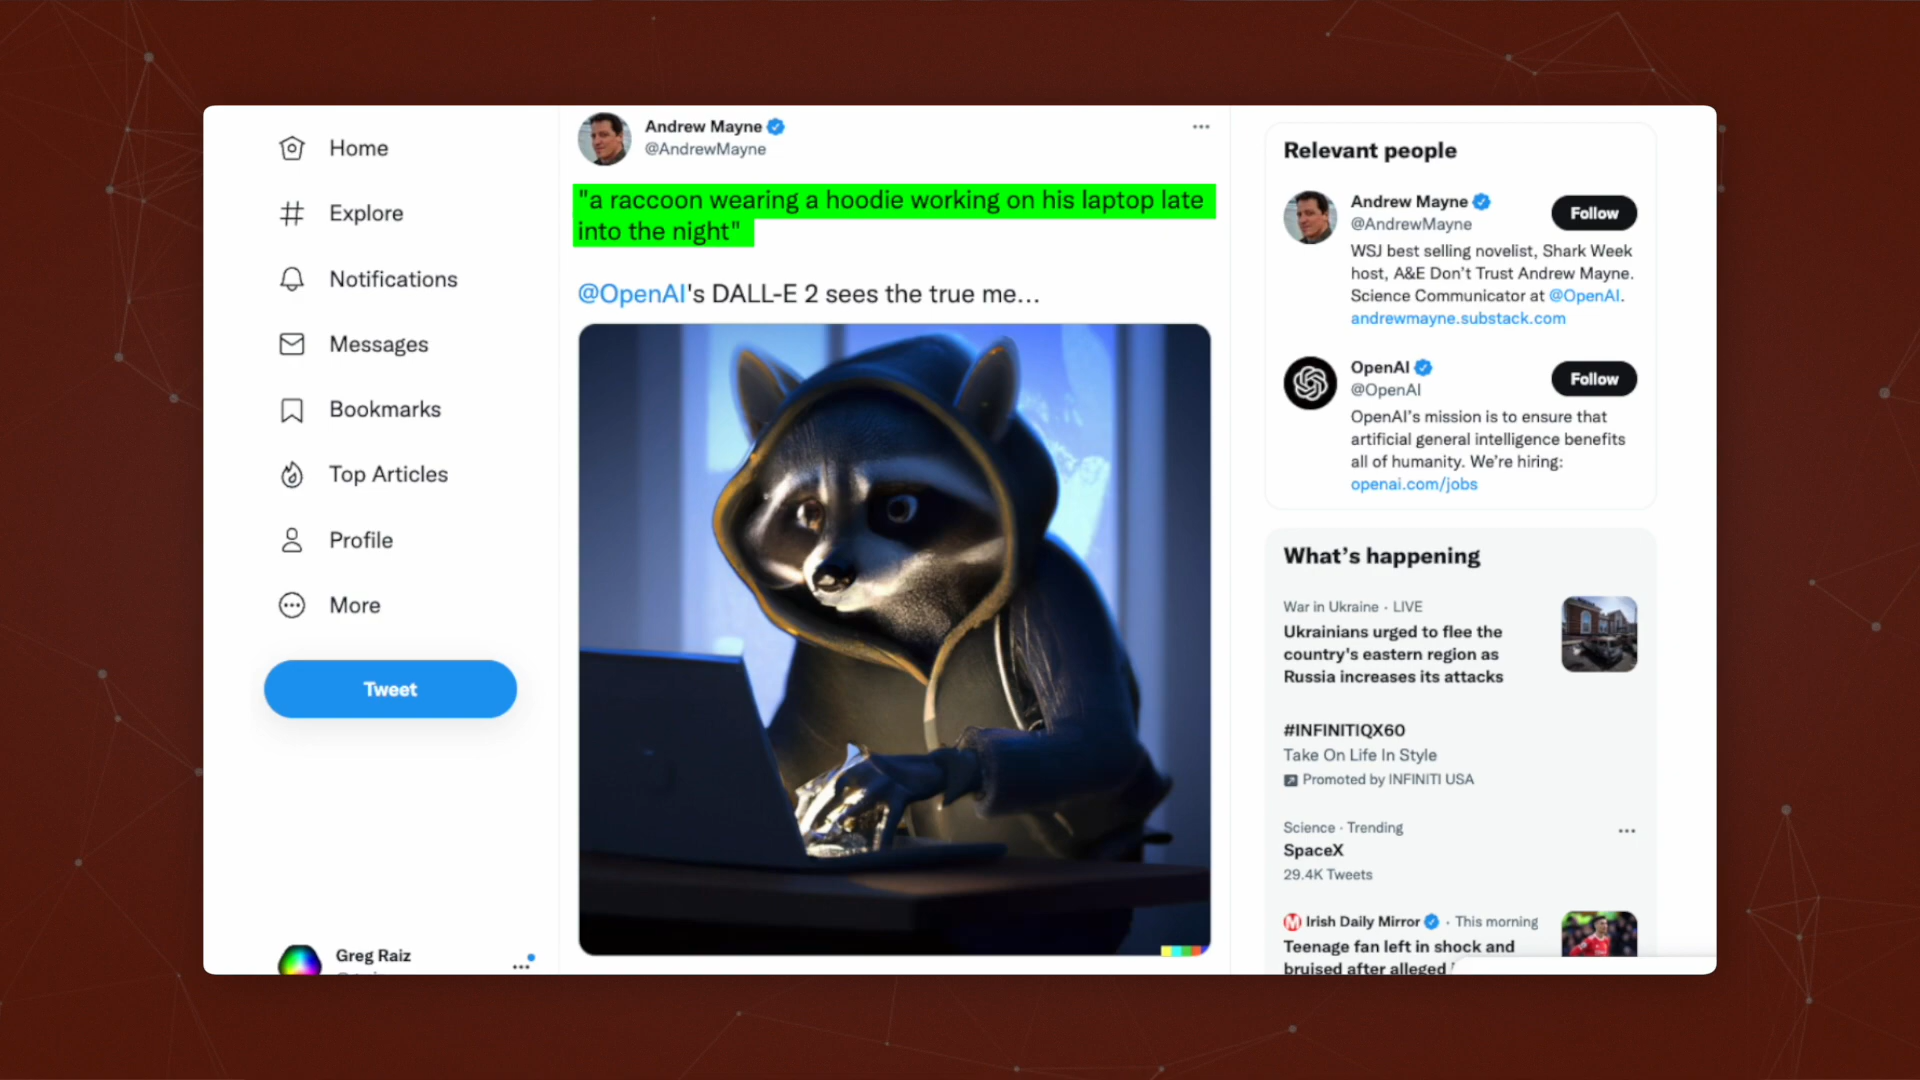 Home
Explore
Notifications
Messages
Bookmarks
Top Articles
Profile
More
Tweet
Greg Raiz
Andrew Mayne
@AndrewMayne
"a raccoon wearing a hoodie working on his laptop late
into the night"
@OpenAI's DALL-E 2 sees the true me...
Relevant people
Andrew Mayne
@AndrewMayne
Follow
WSJ best selling novelist, Shark Week
host, A&E Don't Trust Andrew Mayne.
Science Communicator at @OpenAI.
andrewmayne.substack.com
OpenAI
@OpenAI
Follow
OpenAI's mission is to ensure that
artificial general intelligence benefits
all of humanity. We're hiring:
openai.com/jobs
What's happening
War in Ukraine · LIVE
Ukrainians urged to flee the
country's eastern region as
Russia increases its attacks
#INFINITIQX60
Take On Life In Style
Promoted by INFINITI USA
Science · Trending
SpaceX
29.4K Tweets
Irish Daily Mirror · This morning
Teenage fan left in shock and
bruised after alleged